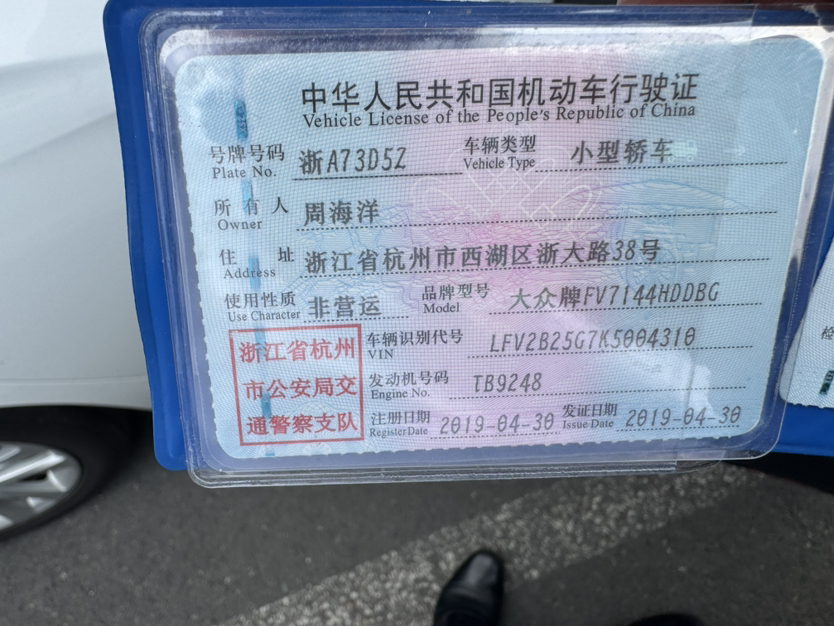 中华人民共和国机动车行驶证
Vehicle License of the People's Republic of China
号牌号码 浙A73D5Z 车辆类型 小型轿车
Plate No. Vehicle Type
所有人 周海洋
Owner
住址 浙江省杭州市西湖区浙大路38号
Address
使用性质 非营运 品牌型号 大众牌FV7144HDDBG
Use Character Model
浙江省杭州
市公安局交
通警察支队
车辆识别代号 LFV2B25G7K5004310
VIN
发动机号码 TB9248
Engine No.
注册日期 2019-04-30 发证日期 2019-04-30
Register Date Issue Date
检